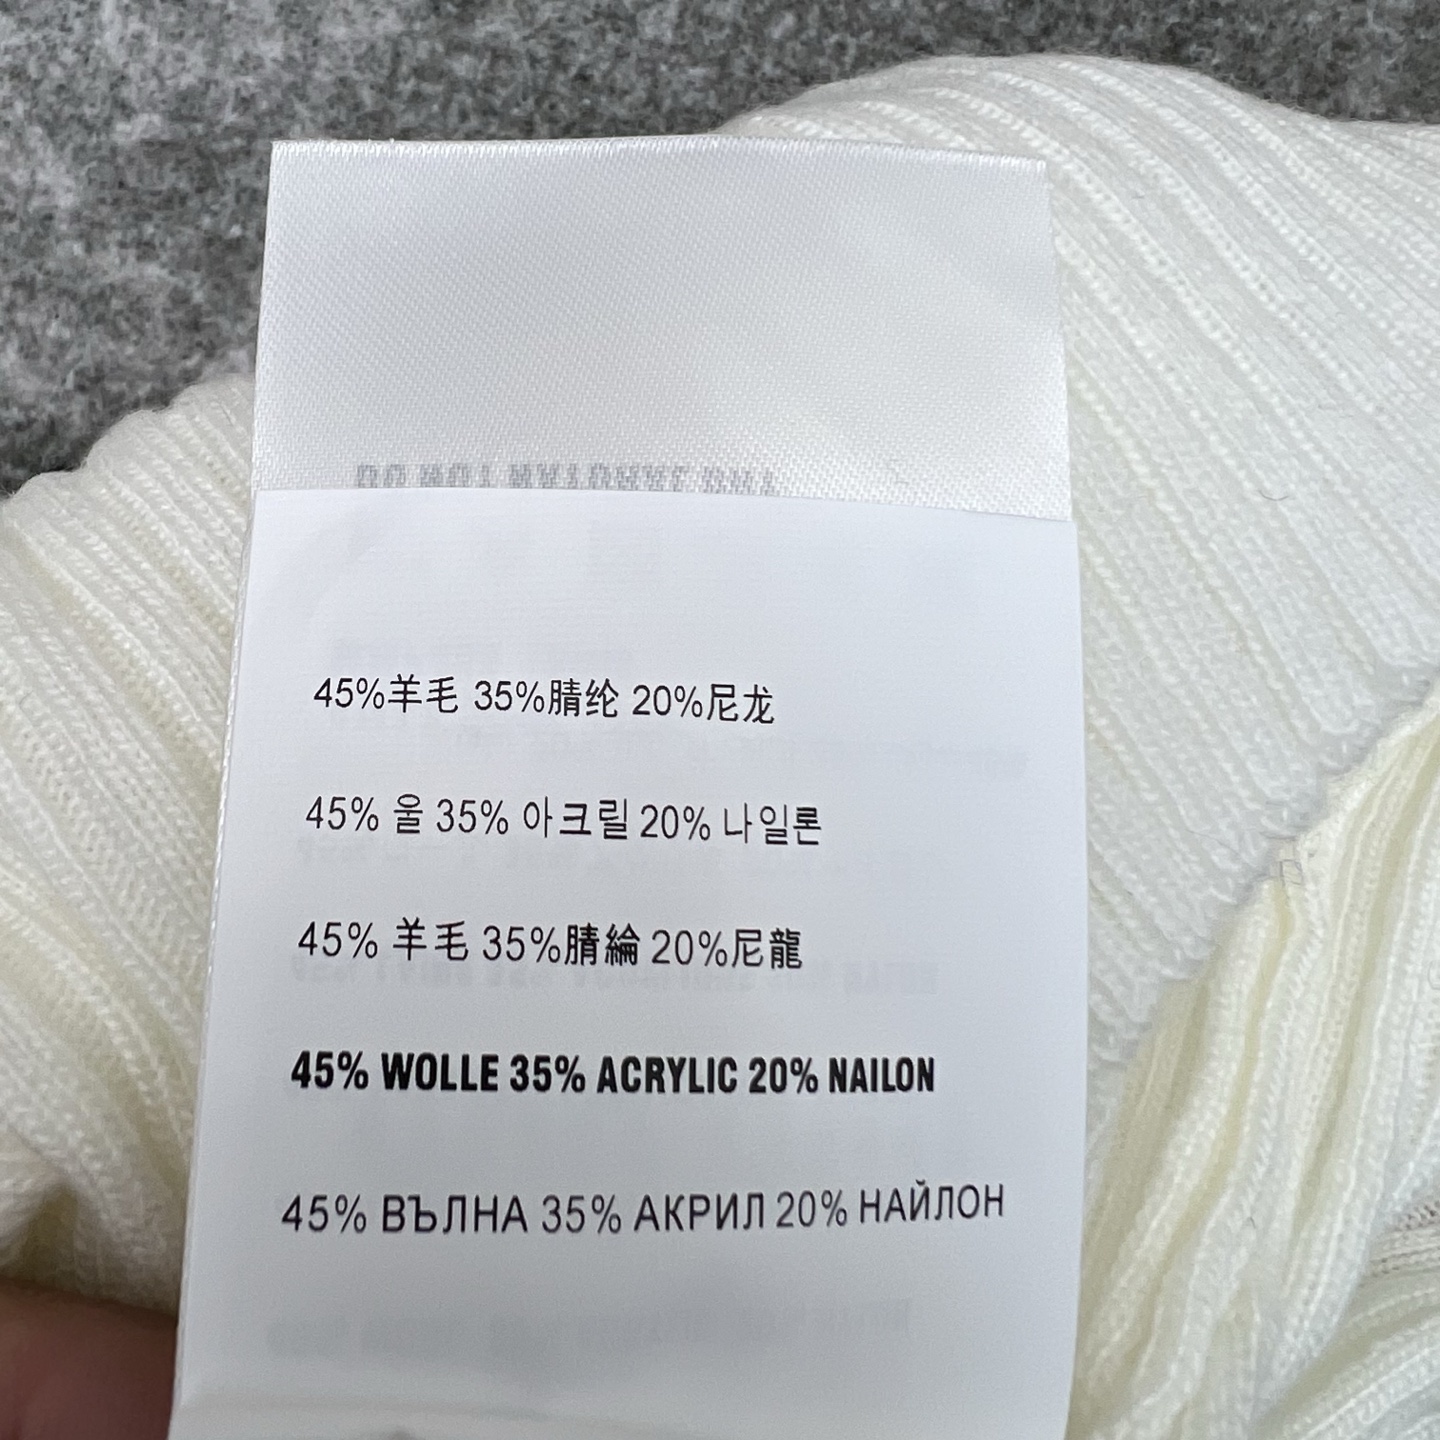 45%羊毛 35%腈纶 20%尼龙
45% 울 35% 아크릴 20% 나일론
45% 羊毛 35%腈綸 20%尼龍
45% WOLLE 35% ACRYLIC 20% NAILON
45% ВЪЛНА 35% АКРИЛ 20% НАЙЛОН